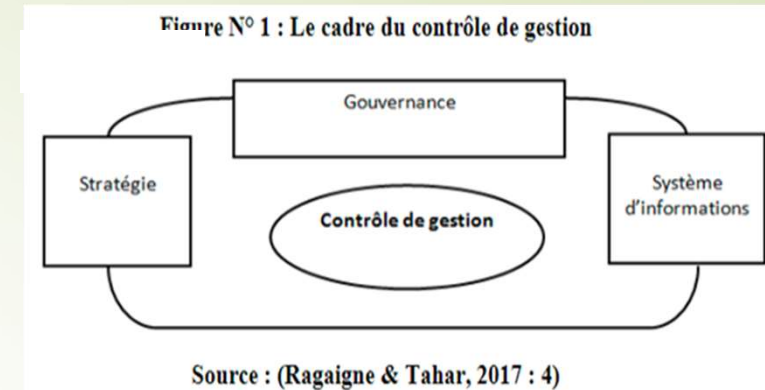 Figure N° 1 : Le cadre du contrôle de gestion
Gouvernance
Stratégie
Système
d'informations
Contrôle de gestion
Source : (Ragaigne & Tahar, 2017 : 4)